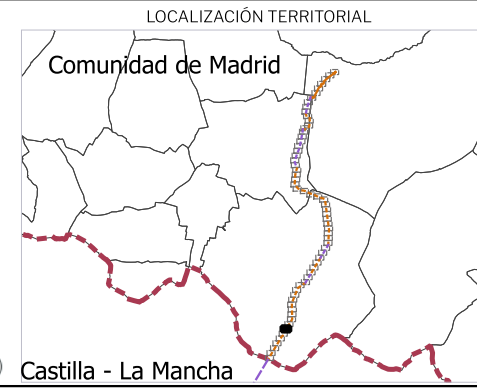 LOCALIZACIÓN TERRITORIAL
Comunidad de Madrid
Castilla - La Mancha